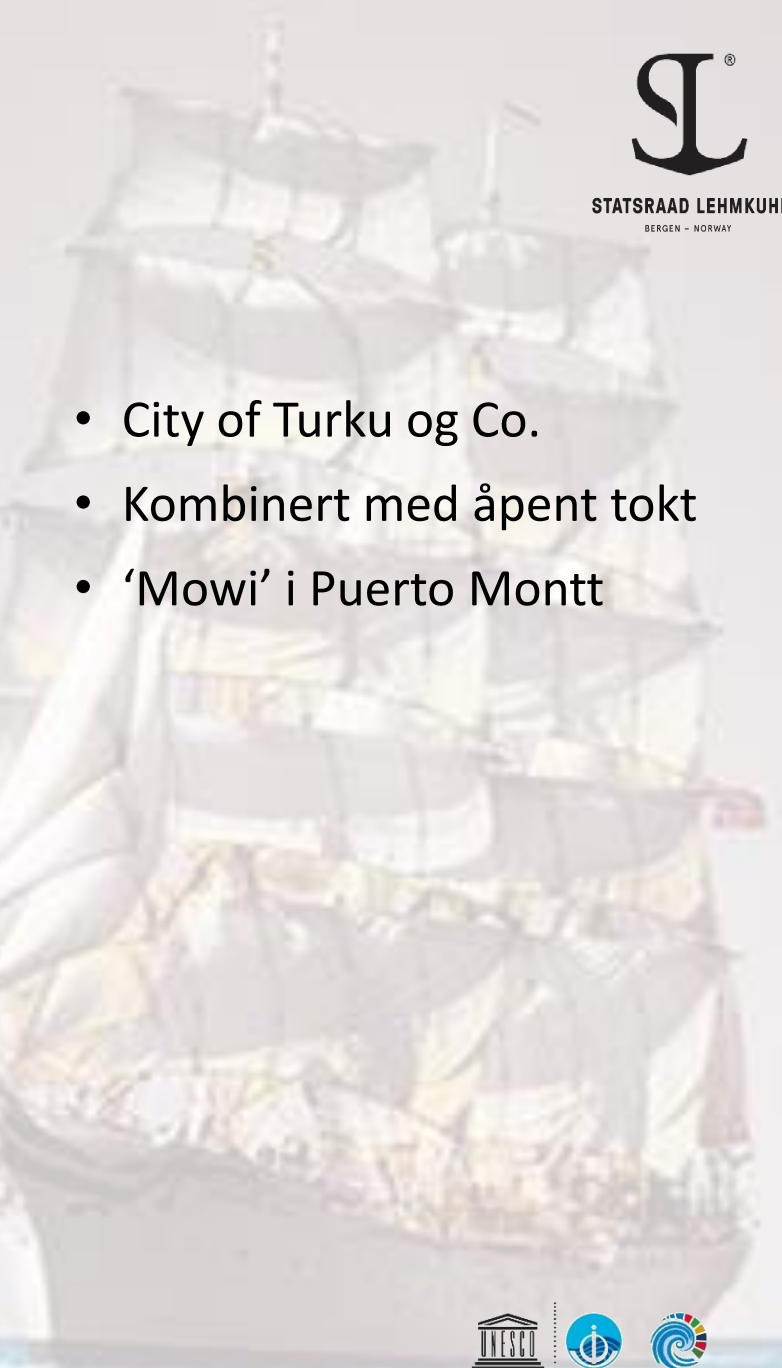 ®
STATSRAAD LEHMKUHL
BERGEN – NORWAY
• City of Turku og Co.
• Kombinert med åpent tokt
• ‘Mowi’ i Puerto Montt
UNESCO